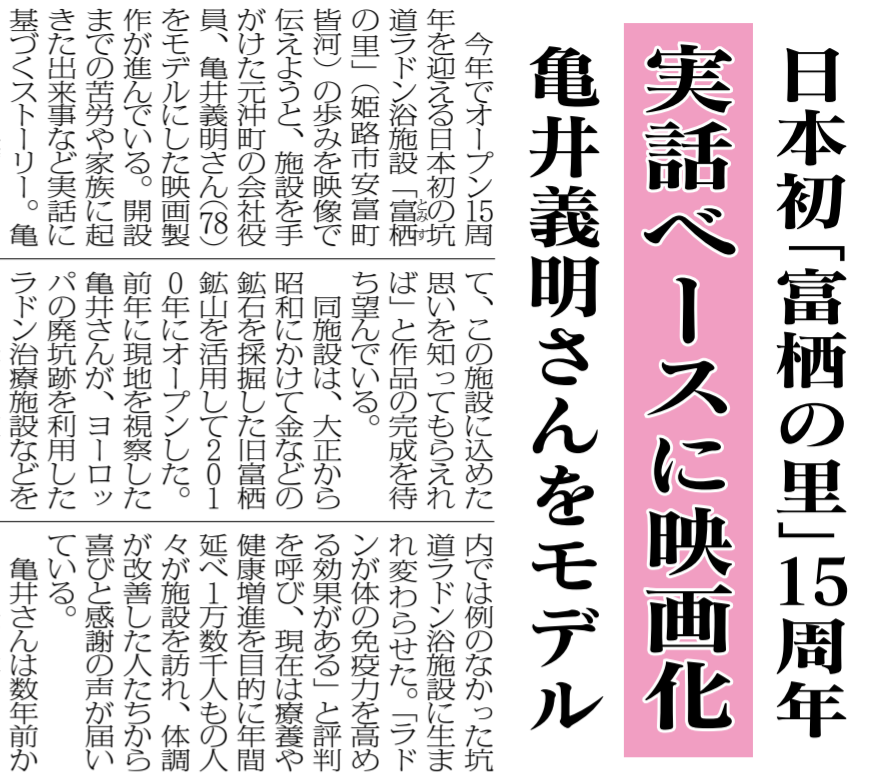 日本初「富栖の里」15周年
実話ベースに映画化
亀井義明さんをモデル
今年でオープン15周
年を迎える日本初の坑
道ラドン浴施設「富栖
とみす
の里」（姫路市安富町
皆河）の歩みを映像で
伝えようと、施設を手
がけた元沖町の会社役
員、亀井義明さん（78）
をモデルにした映画製
作が進んでいる。開設
までの苦労や家族に起
きた出来事など実話に
基づくストーリー。亀
て、この施設に込めた
思いを知ってもらえれ
ば」と作品の完成を待
ち望んでいる。
同施設は、大正から
昭和にかけて金などの
鉱石を採掘した旧富栖
鉱山を活用して201
0年にオープンした。
前年に現地を視察した
亀井さんが、ヨーロッ
パの廃坑跡を利用した
ラドン治療施設などを
内では例のなかった坑
道ラドン浴施設に生ま
れ変わらせた。「ラド
ンが体の免疫力を高め
る効果がある」と評判
を呼び、現在は療養や
健康増進を目的に年間
延べ1万数千人もの人
々が施設を訪れ、体調
が改善した人たちから
喜びと感謝の声が届い
ている。
亀井さんは数年前か